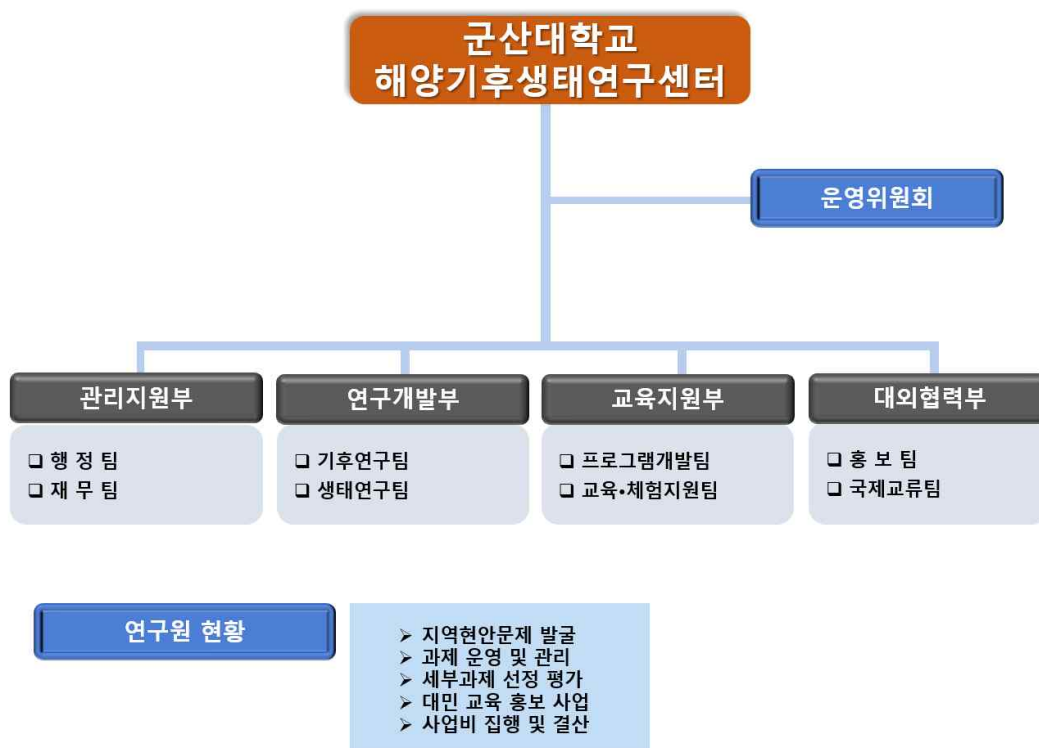 군산대학교
해양기후생태연구센터
운영위원회
관리지원부
❑ 행 정 팀
❑ 재 무 팀
연구개발부
❑ 기후연구팀
❑ 생태연구팀
교육지원부
❑ 프로그램개발팀
❑ 교육•체험지원팀
대외협력부
❑ 홍 보 팀
❑ 국제교류팀
연구원 현황
➢ 지역현안문제 발굴
➢ 과제 운영 및 관리
➢ 세부과제 선정 평가
➢ 대민 교육 홍보 사업
➢ 사업비 집행 및 결산